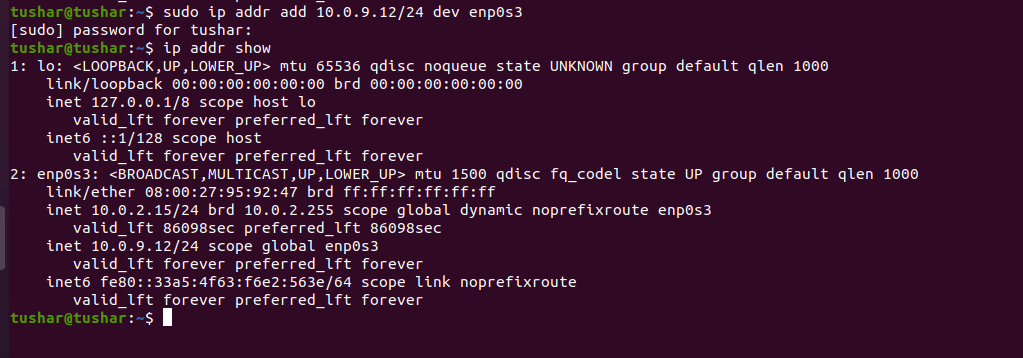 tushar@tushar:~$ sudo ip addr add 10.0.9.12/24 dev enp0s3
[sudo] password for tushar:
tushar@tushar:~$ ip addr show
1: lo: <LOOPBACK,UP,LOWER_UP> mtu 65536 qdisc noqueue state UNKNOWN group default qlen 1000
    link/loopback 00:00:00:00:00:00 brd 00:00:00:00:00:00
    inet 127.0.0.1/8 scope host lo
       valid_lft forever preferred_lft forever
    inet6 ::1/128 scope host
       valid_lft forever preferred_lft forever
2: enp0s3: <BROADCAST,MULTICAST,UP,LOWER_UP> mtu 1500 qdisc fq_codel state UP group default qlen 1000
    link/ether 08:00:27:95:92:47 brd ff:ff:ff:ff:ff:ff
    inet 10.0.2.15/24 brd 10.0.2.255 scope global dynamic noprefixroute enp0s3
       valid_lft 86098sec preferred_lft 86098sec
    inet 10.0.9.12/24 scope global enp0s3
       valid_lft forever preferred_lft forever
    inet6 fe80::33a5:4f63:f6e2:563e/64 scope link noprefixroute
       valid_lft forever preferred_lft forever
tushar@tushar:~$